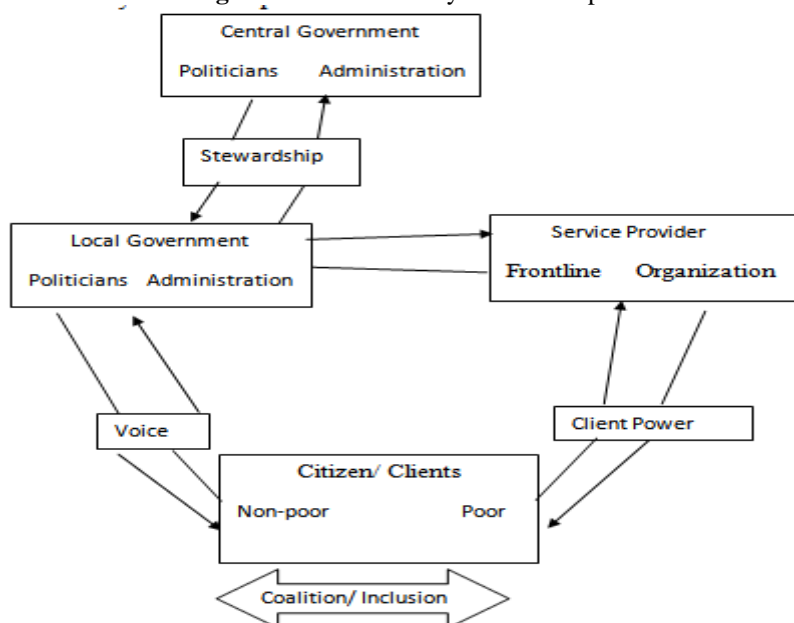 Central Government
Politicians Administration
Stewardship
Local Government
Politicians Administration
Service Provider
Frontline Organization
Voice
Client Power
Citizen/ Clients
Non-poor Poor
Coalition/ Inclusion